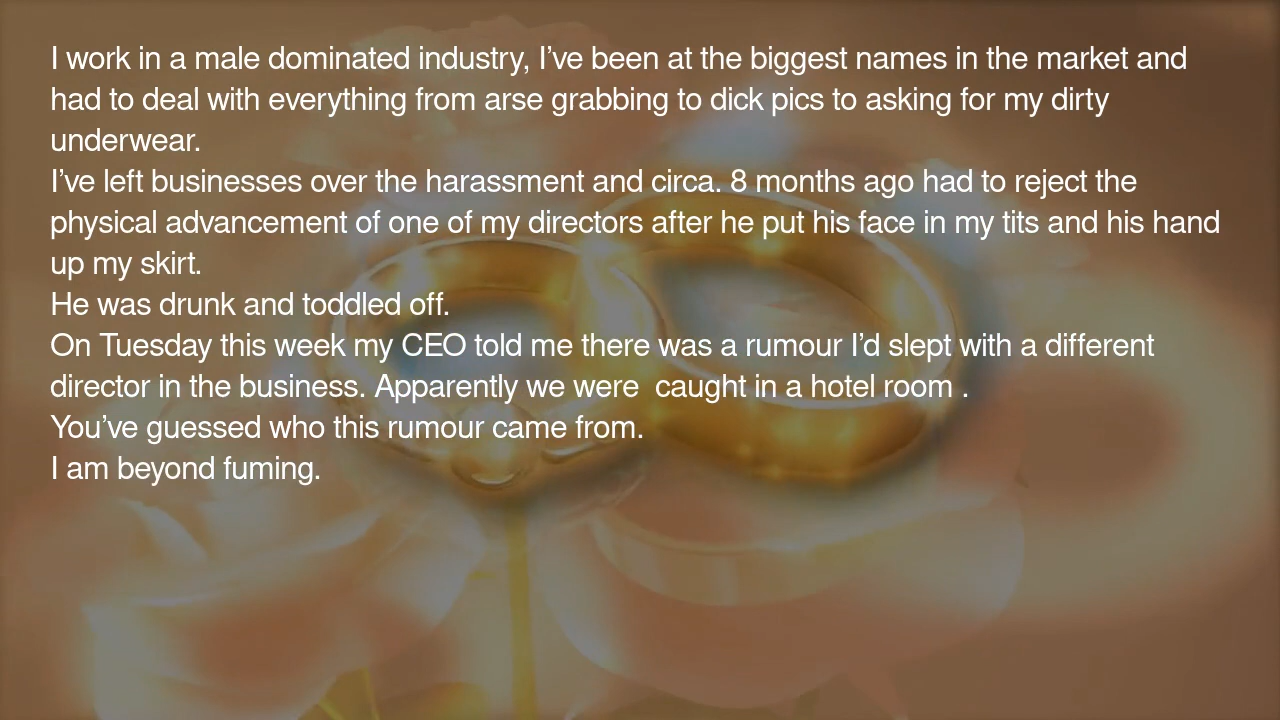 I work in a male dominated industry, I’ve been at the biggest names in the market and
had to deal with everything from arse grabbing to dick pics to asking for my dirty
underwear.
I’ve left businesses over the harassment and circa. 8 months ago had to reject the
physical advancement of one of my directors after he put his face in my tits and his hand
up my skirt.
He was drunk and toddled off.
On Tuesday this week my CEO told me there was a rumour I’d slept with a different
director in the business. Apparently we were  caught in a hotel room .
You’ve guessed who this rumour came from.
I am beyond fuming.